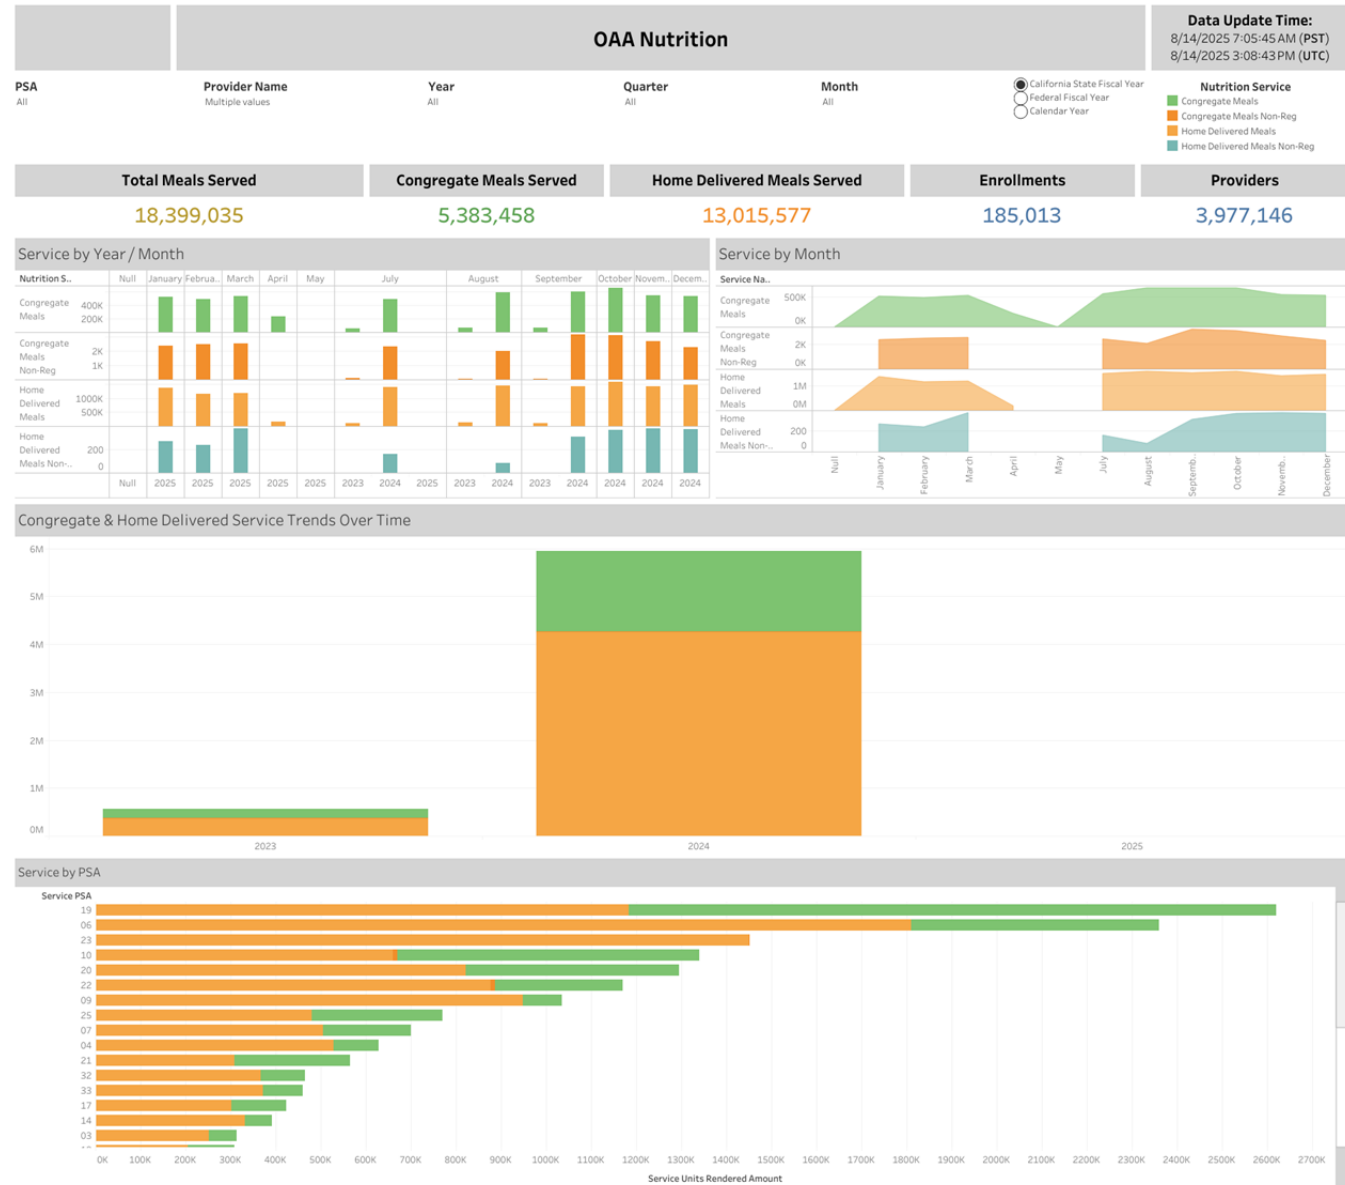 OAA Nutrition
Data Update Time:
8/14/2025 7:05:45 AM (PST)
8/14/2025 3:08:43 PM (UTC)
PSA
All
Provider Name
Multiple values
Year
All
Quarter
All
Month
All
California State Fiscal Year
Federal Fiscal Year
Calendar Year
Nutrition Service
Congregate Meals
Congregate Meals Non-Reg
Home Delivered Meals
Home Delivered Meals Non-Reg
Total Meals Served
18,399,035
Congregate Meals Served
5,383,458
Home Delivered Meals Served
13,015,577
Enrollments
185,013
Providers
3,977,146
Service by Year / Month
Nutrition S.. Null January Februa.. March April May July August September October Novem.. Decem..
Congregate
Meals
400K
200K
Congregate
Meals
Non-Reg
2K
1K
Home
Delivered
Meals
1000K
500K
Home
Delivered
Meals Non-..
200
0
Null 2025 2025 2025 2025 2025 2023 2024 2025 2023 2024 2023 2024 2024 2024 2024
Service by Month
Service Na..
Congregate
Meals
500K
0K
Congregate
Meals
Non-Reg
2K
0K
Home
Delivered
Meals
1M
0M
Home
Delivered
Meals Non-..
200
0
Null
January
February
March
April
May
July
August
Septemb..
October
Novemb..
December
Congregate & Home Delivered Service Trends Over Time
6M
5M
4M
3M
2M
1M
0M
2023 2024 2025
Service by PSA
Service PSA
19
06
23
10
20
22
09
25
07
04
21
32
33
17
14
03
0K 100K 200K 300K 400K 500K 600K 700K 800K 900K 1000K 1100K 1200K 1300K 1400K 1500K 1600K 1700K 1800K 1900K 2000K 2100K 2200K 2300K 2400K 2500K 2600K 2700K
Service Units Rendered Amount